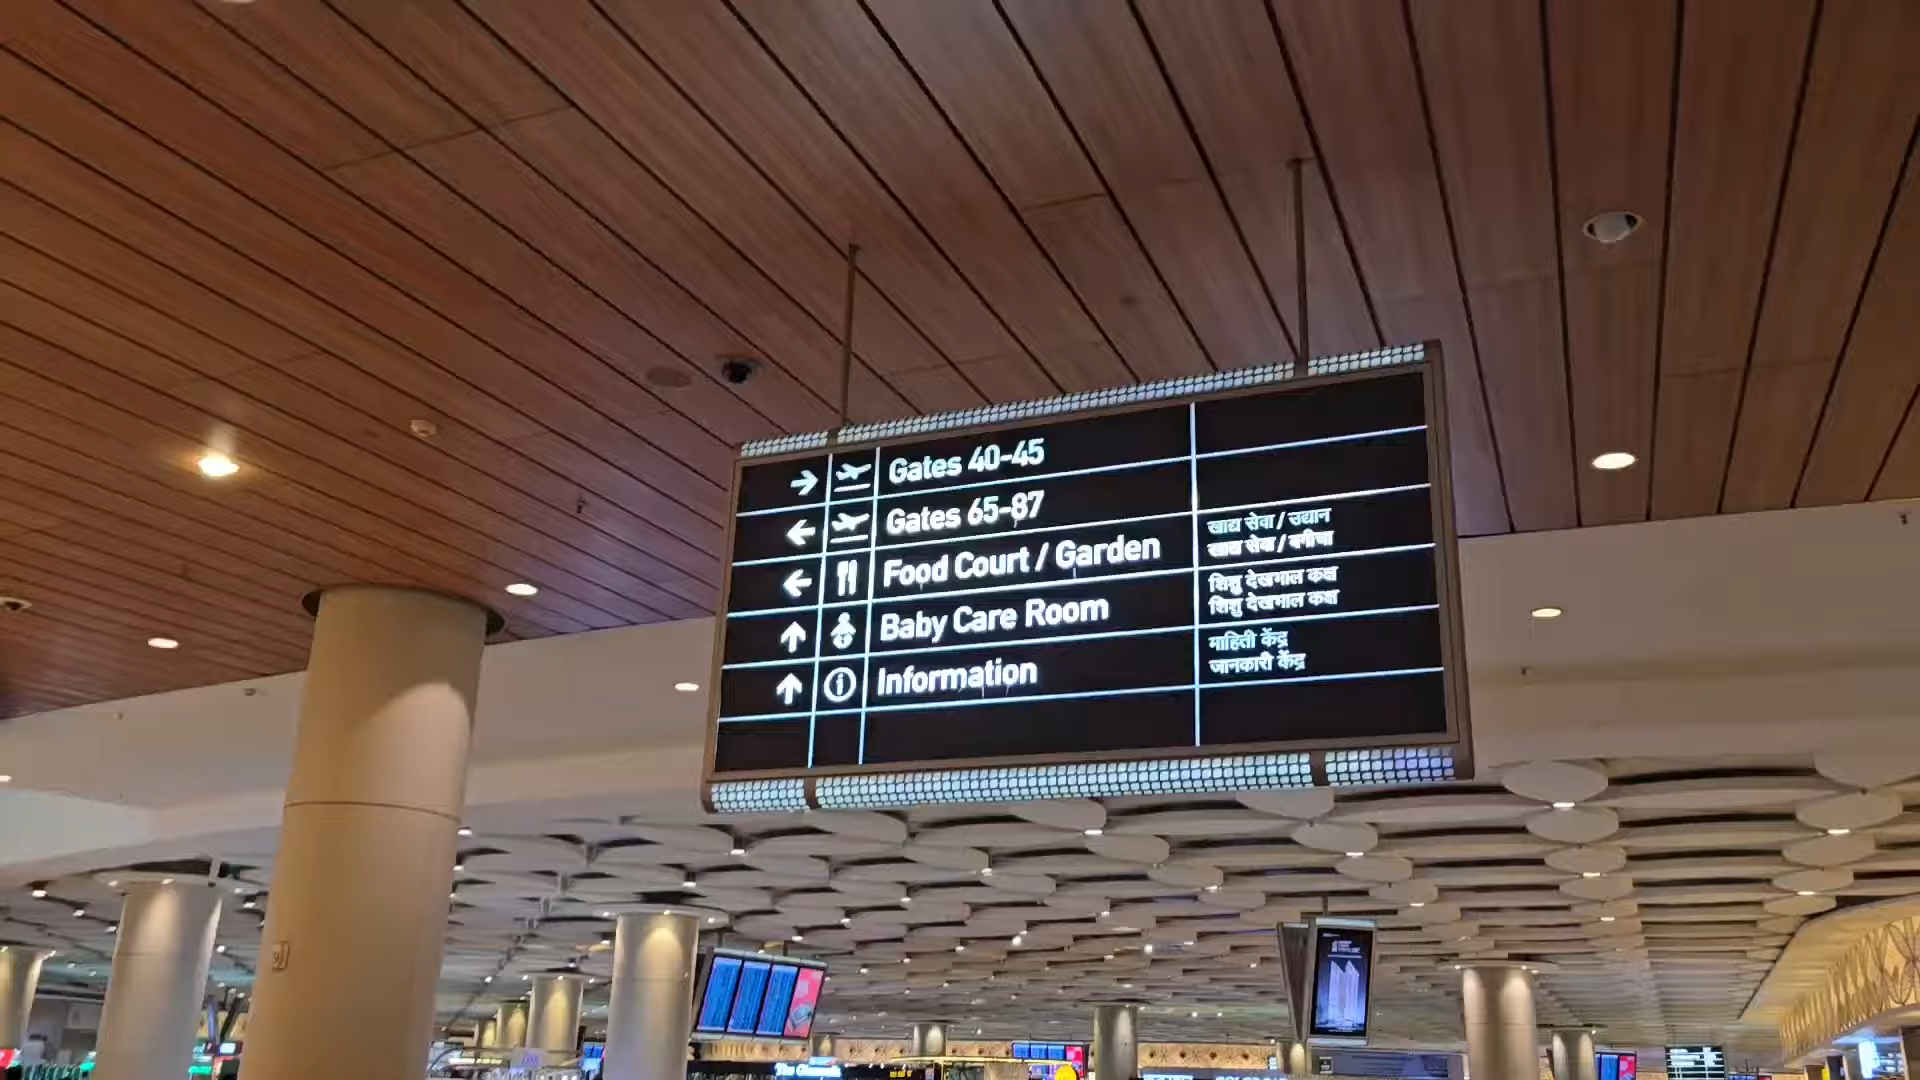 Gates 40-45
Gates 65-87
Food Court / Garden
खाद्य सेवा / उद्यान
खाद्य सेवा / बगीचा
Baby Care Room
शिशु देखभाल कक्ष
शिशु देखभाल कक्ष
Information
माहिती केंद्र
जानकारी केंद्र